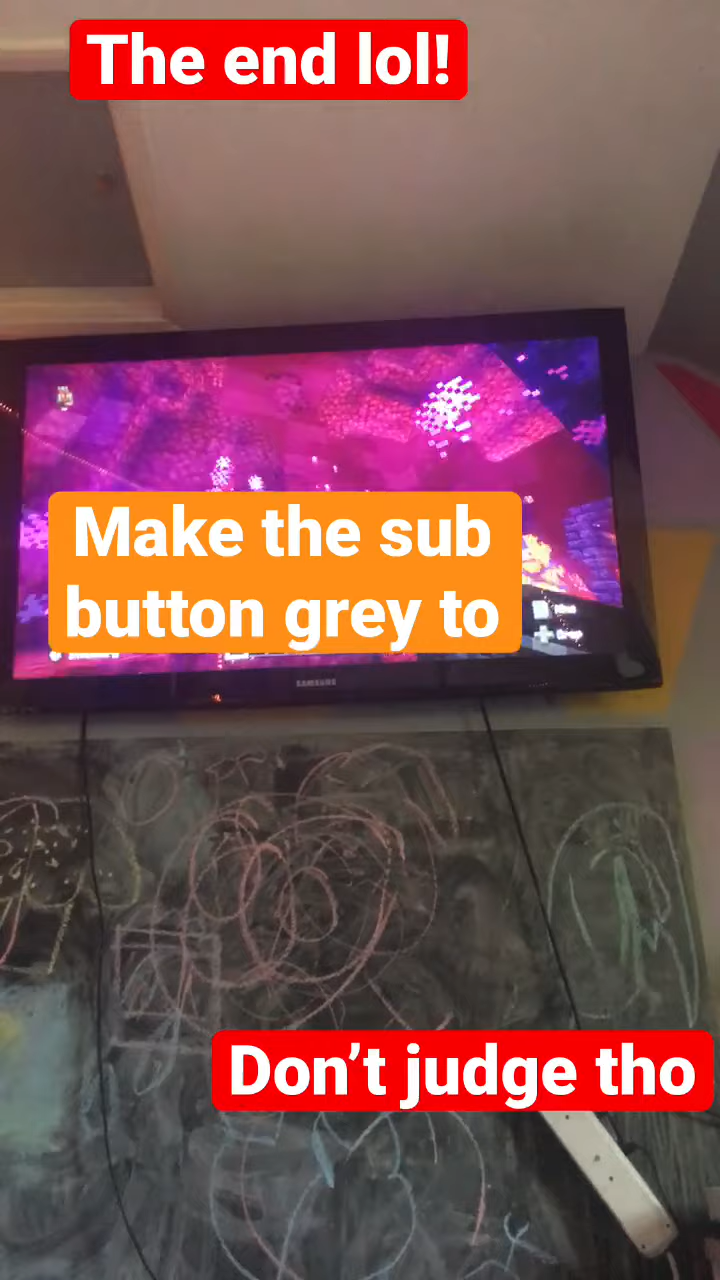 The end lol!
Make the sub
button grey to
SAMSUNG
Don't judge tho